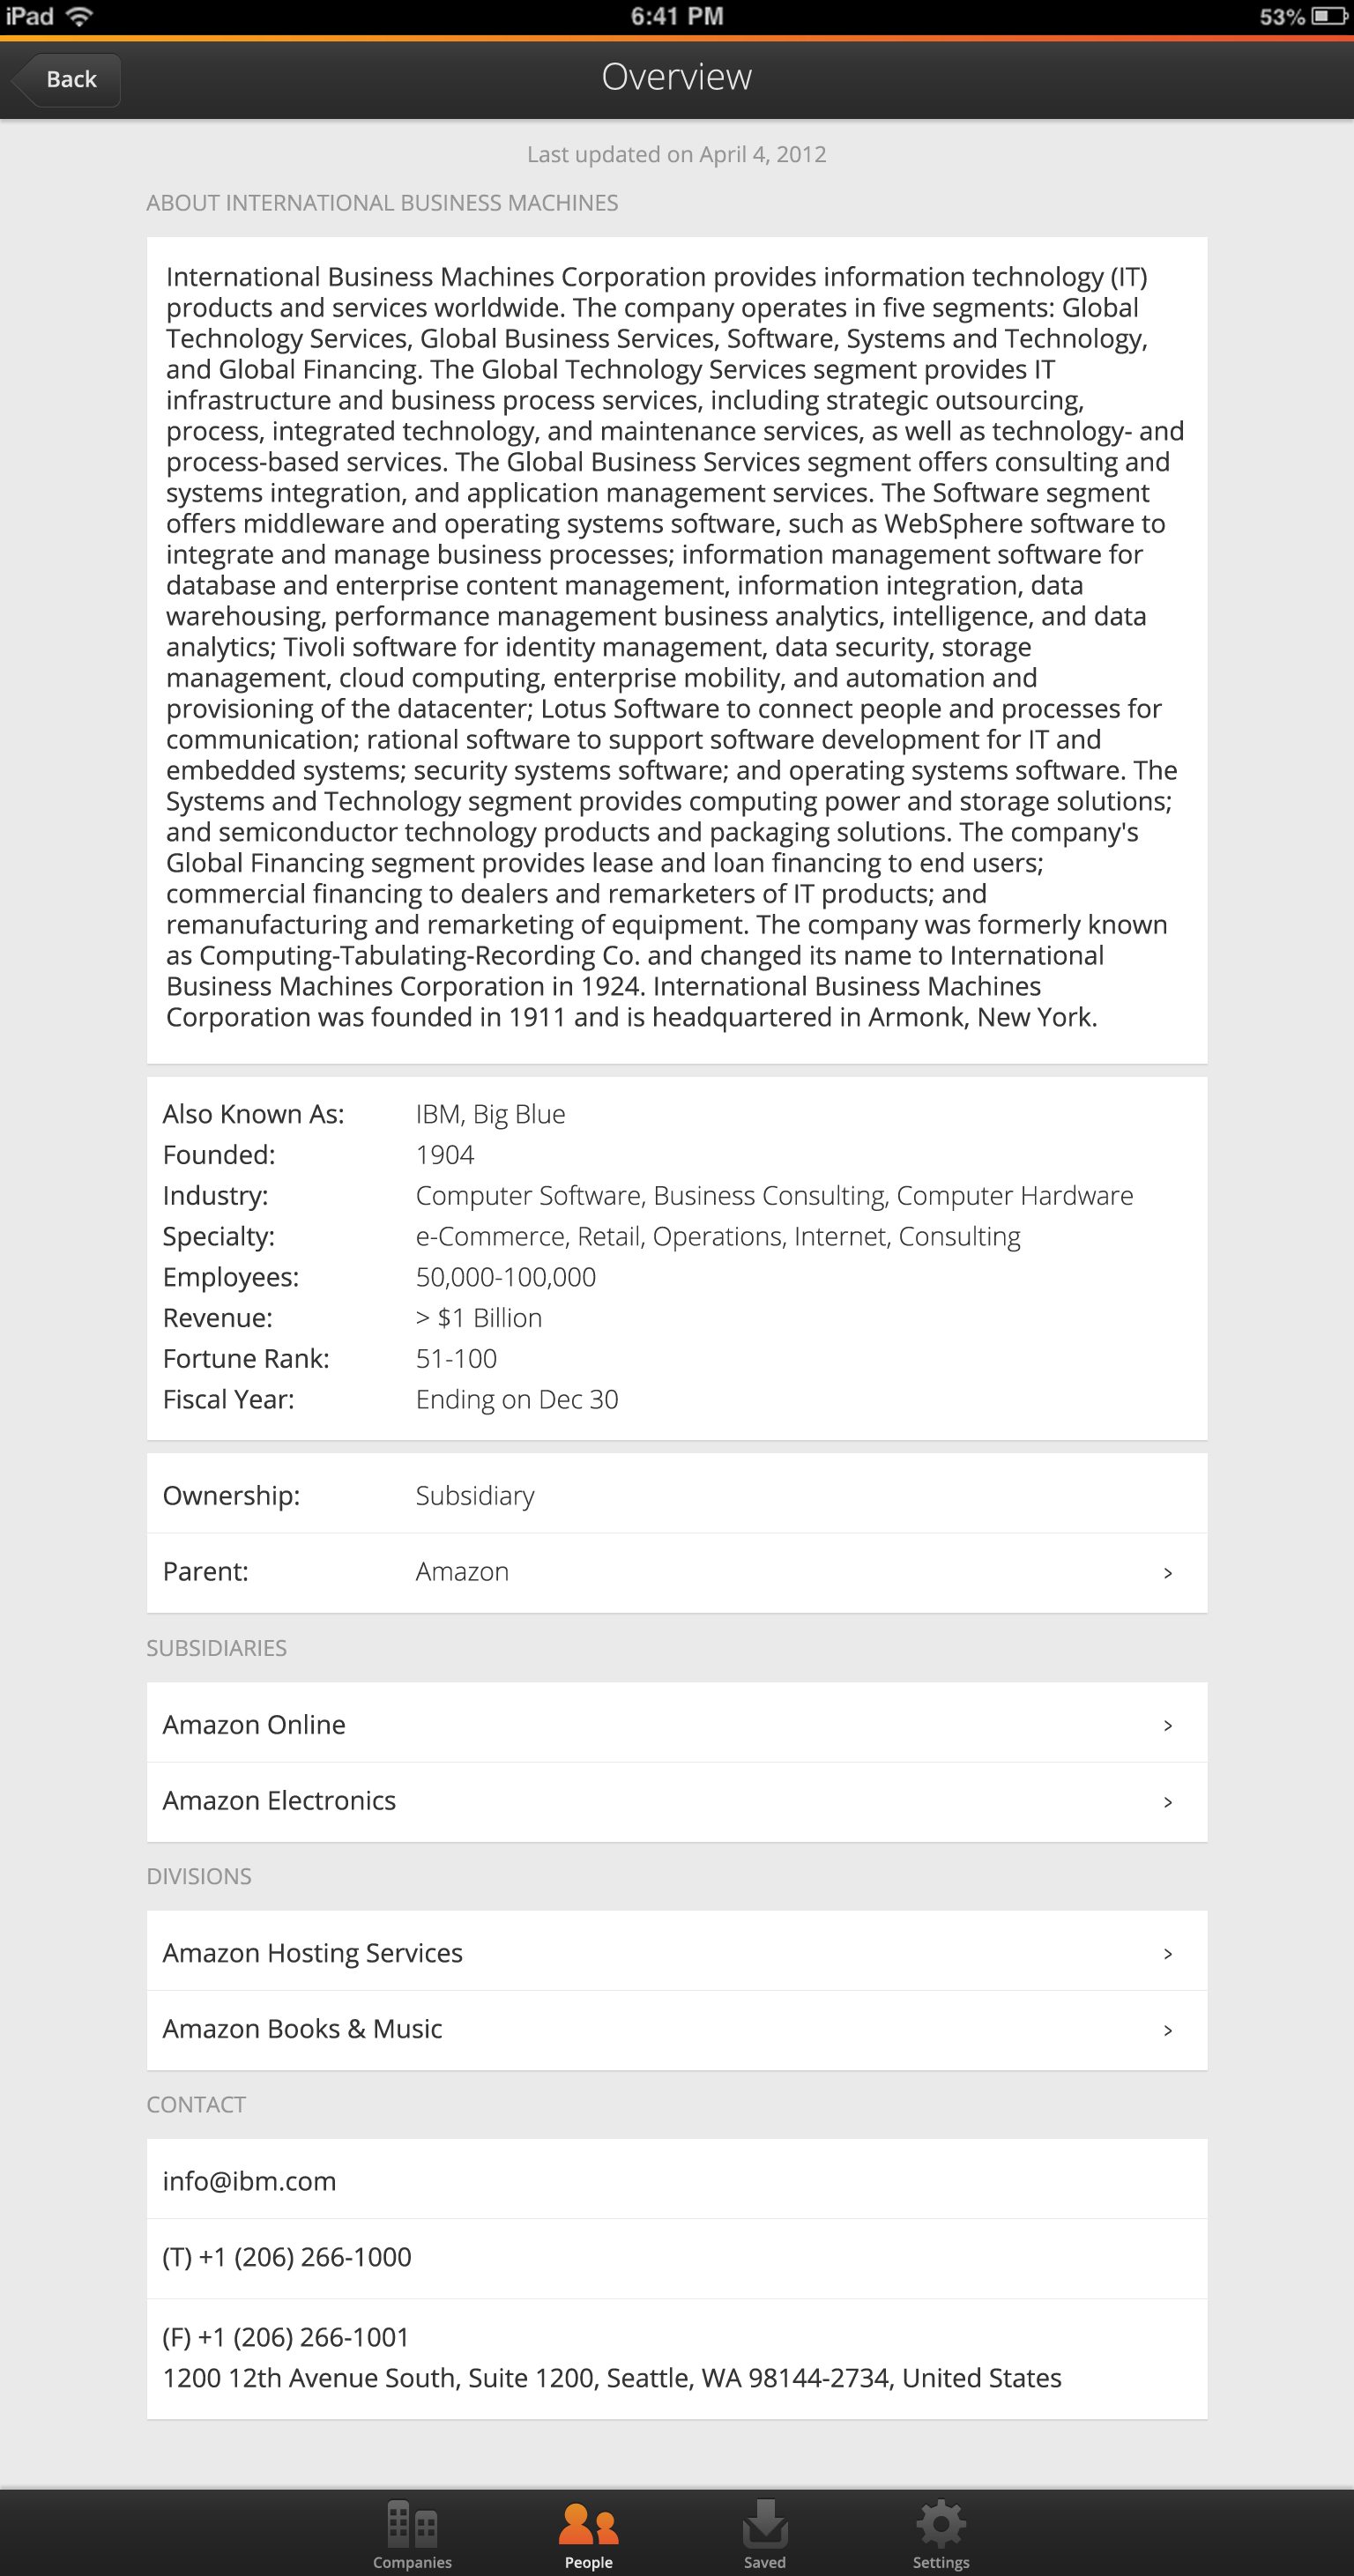 iPad 6:41 PM 53%
Back Overview
Last updated on April 4, 2012
ABOUT INTERNATIONAL BUSINESS MACHINES
International Business Machines Corporation provides information technology (IT)
products and services worldwide. The company operates in five segments: Global
Technology Services, Global Business Services, Software, Systems and Technology,
and Global Financing. The Global Technology Services segment provides IT
infrastructure and business process services, including strategic outsourcing,
process, integrated technology, and maintenance services, as well as technology- and
process-based services. The Global Business Services segment offers consulting and
systems integration, and application management services. The Software segment
offers middleware and operating systems software, such as WebSphere software to
integrate and manage business processes; information management software for
database and enterprise content management, information integration, data
warehousing, performance management business analytics, intelligence, and data
analytics; Tivoli software for identity management, data security, storage
management, cloud computing, enterprise mobility, and automation and
provisioning of the datacenter; Lotus Software to connect people and processes for
communication; rational software to support software development for IT and
embedded systems; security systems software; and operating systems software. The
Systems and Technology segment provides computing power and storage solutions;
and semiconductor technology products and packaging solutions. The company's
Global Financing segment provides lease and loan financing to end users;
commercial financing to dealers and remarketers of IT products; and
remanufacturing and remarketing of equipment. The company was formerly known
as Computing-Tabulating-Recording Co. and changed its name to International
Business Machines Corporation in 1924. International Business Machines
Corporation was founded in 1911 and is headquartered in Armonk, New York.
Also Known As: IBM, Big Blue
Founded: 1904
Industry: Computer Software, Business Consulting, Computer Hardware
Specialty: e-Commerce, Retail, Operations, Internet, Consulting
Employees: 50,000-100,000
Revenue: > $1 Billion
Fortune Rank: 51-100
Fiscal Year: Ending on Dec 30
Ownership: Subsidiary
Parent: Amazon >
SUBSIDIARIES
Amazon Online >
Amazon Electronics >
DIVISIONS
Amazon Hosting Services >
Amazon Books & Music >
CONTACT
info@ibm.com
(T) +1 (206) 266-1000
(F) +1 (206) 266-1001
1200 12th Avenue South, Suite 1200, Seattle, WA 98144-2734, United States
Companies People Saved Settings